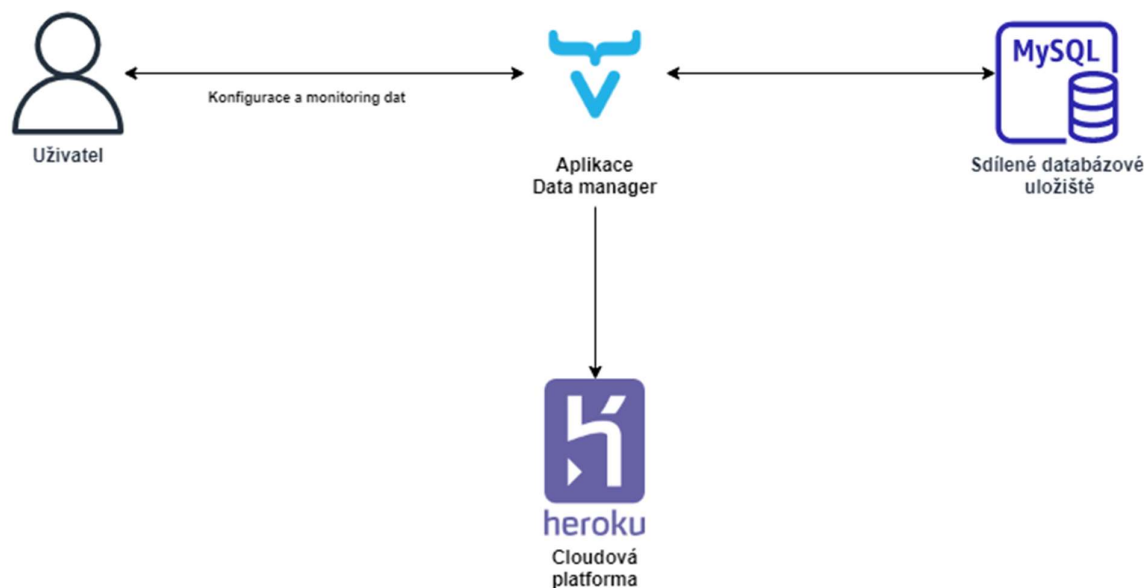 MySQL
Konfigurace a monitoring dat
Uživatel
Aplikace
Data manager
Sdílené databázové
uložiště
heroku
Cloudová
platforma